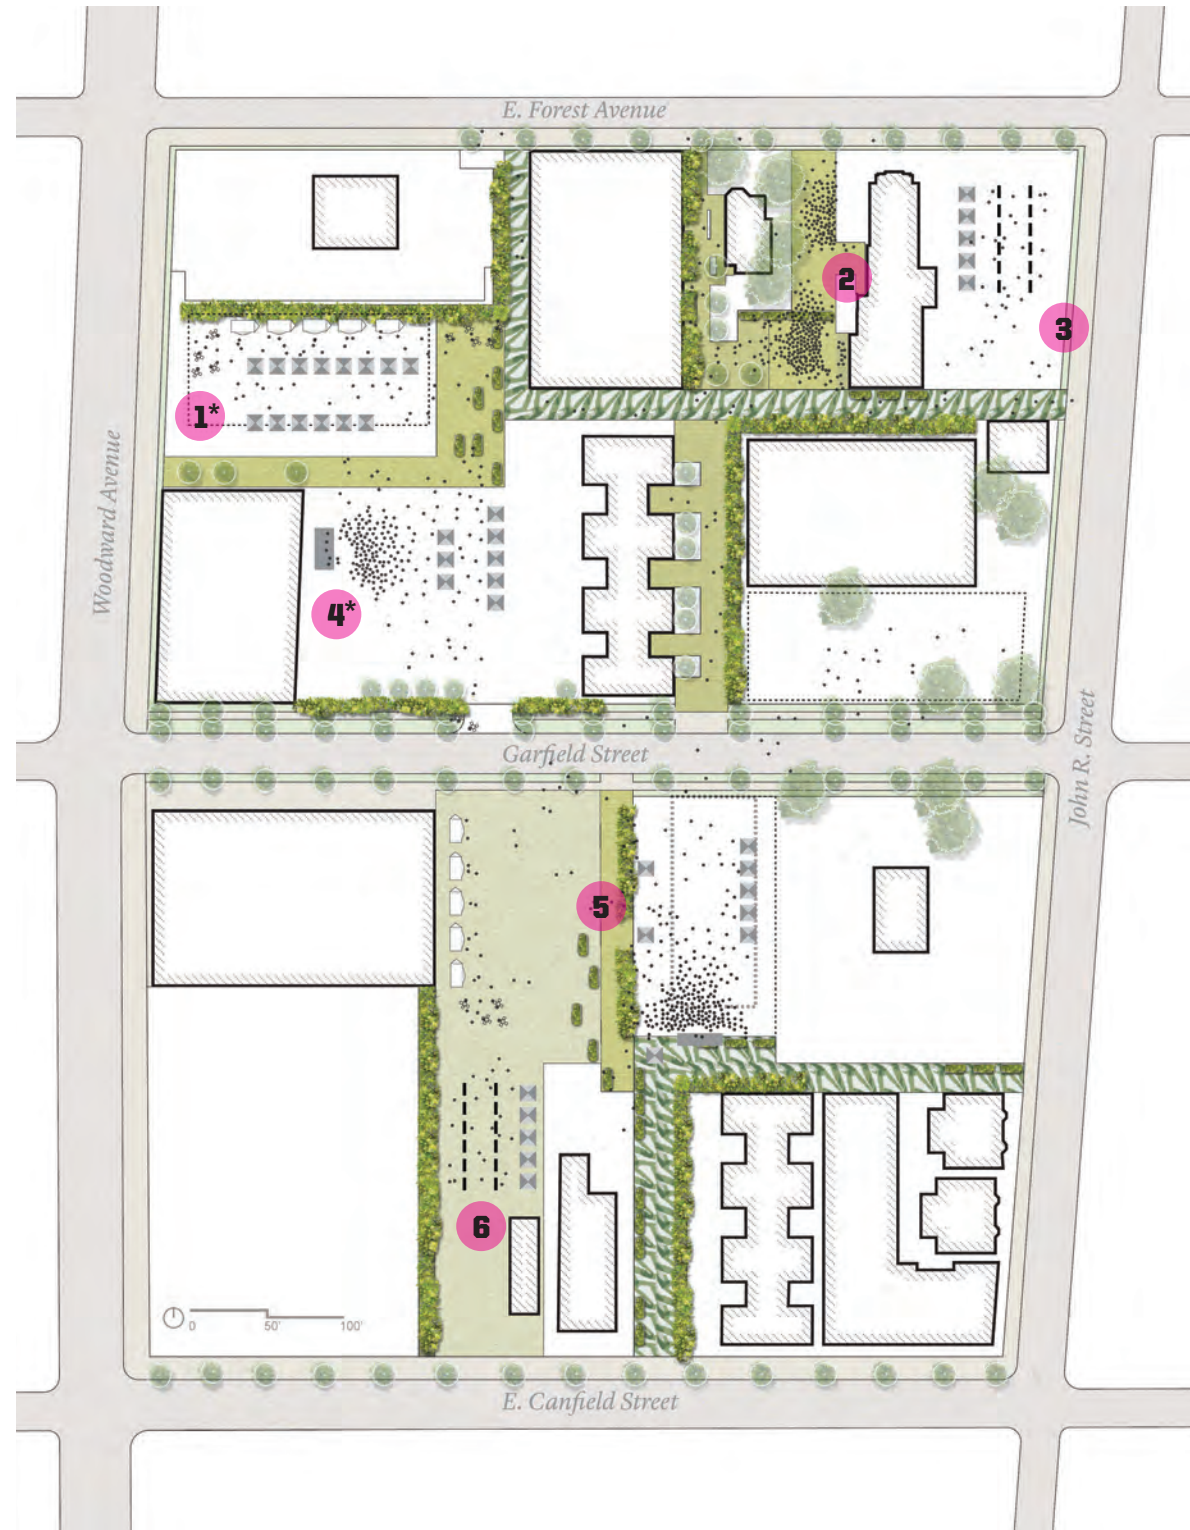 E. Forest Avenue
2
3
1*
Woodward Avenue
4*
John R. Street
Garfield Street
5
6
0 50' 100'
E. Canfield Street